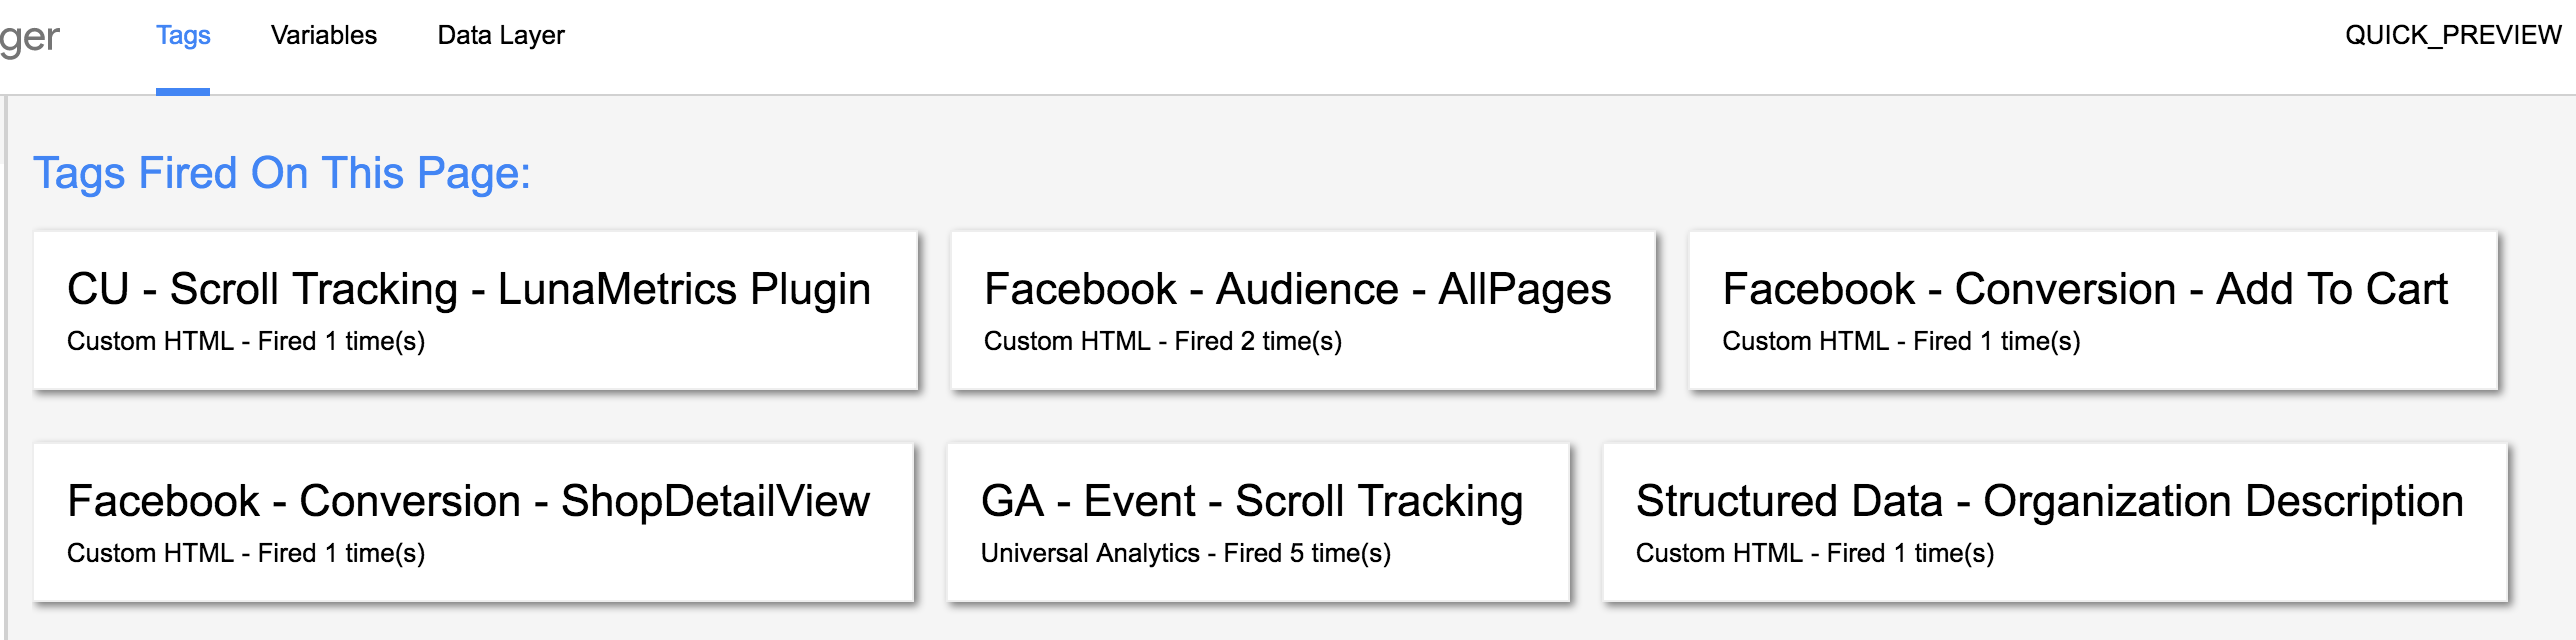 ger Tags Variables Data Layer QUICK_PREVIEW
Tags Fired On This Page:
CU - Scroll Tracking - LunaMetrics Plugin
Custom HTML - Fired 1 time(s)
Facebook - Audience - AllPages
Custom HTML - Fired 2 time(s)
Facebook - Conversion - Add To Cart
Custom HTML - Fired 1 time(s)
Facebook - Conversion - ShopDetailView
Custom HTML - Fired 1 time(s)
GA - Event - Scroll Tracking
Universal Analytics - Fired 5 time(s)
Structured Data - Organization Description
Custom HTML - Fired 1 time(s)